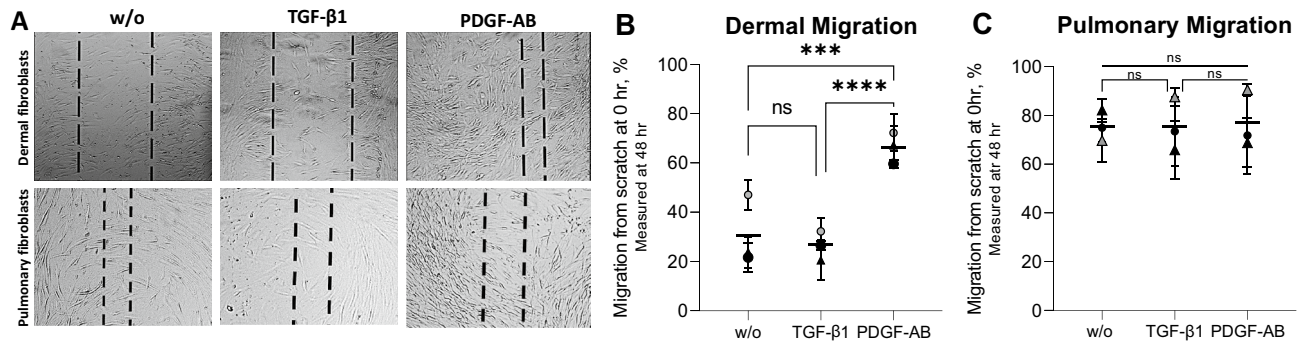 A
w/o
TGF-β1
PDGF-AB
Dermal fibroblasts
Pulmonary fibroblasts
B
Dermal Migration
Migration from scratch at 0 hr, %
Measured at 48 hr
100
80
60
40
20
0
***
****
ns
w/o
TGF-β1
PDGF-AB
C
Pulmonary Migration
Migration from scratch at 0hr, %
Measured atr 48 hr
100
80
60
40
20
0
ns
ns
ns
w/o
TGF-β1
PDGF-AB